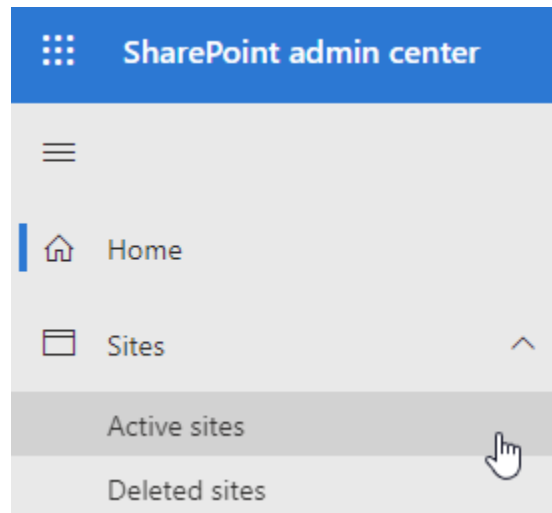 SharePoint admin center
Home
Sites
Active sites
Deleted sites